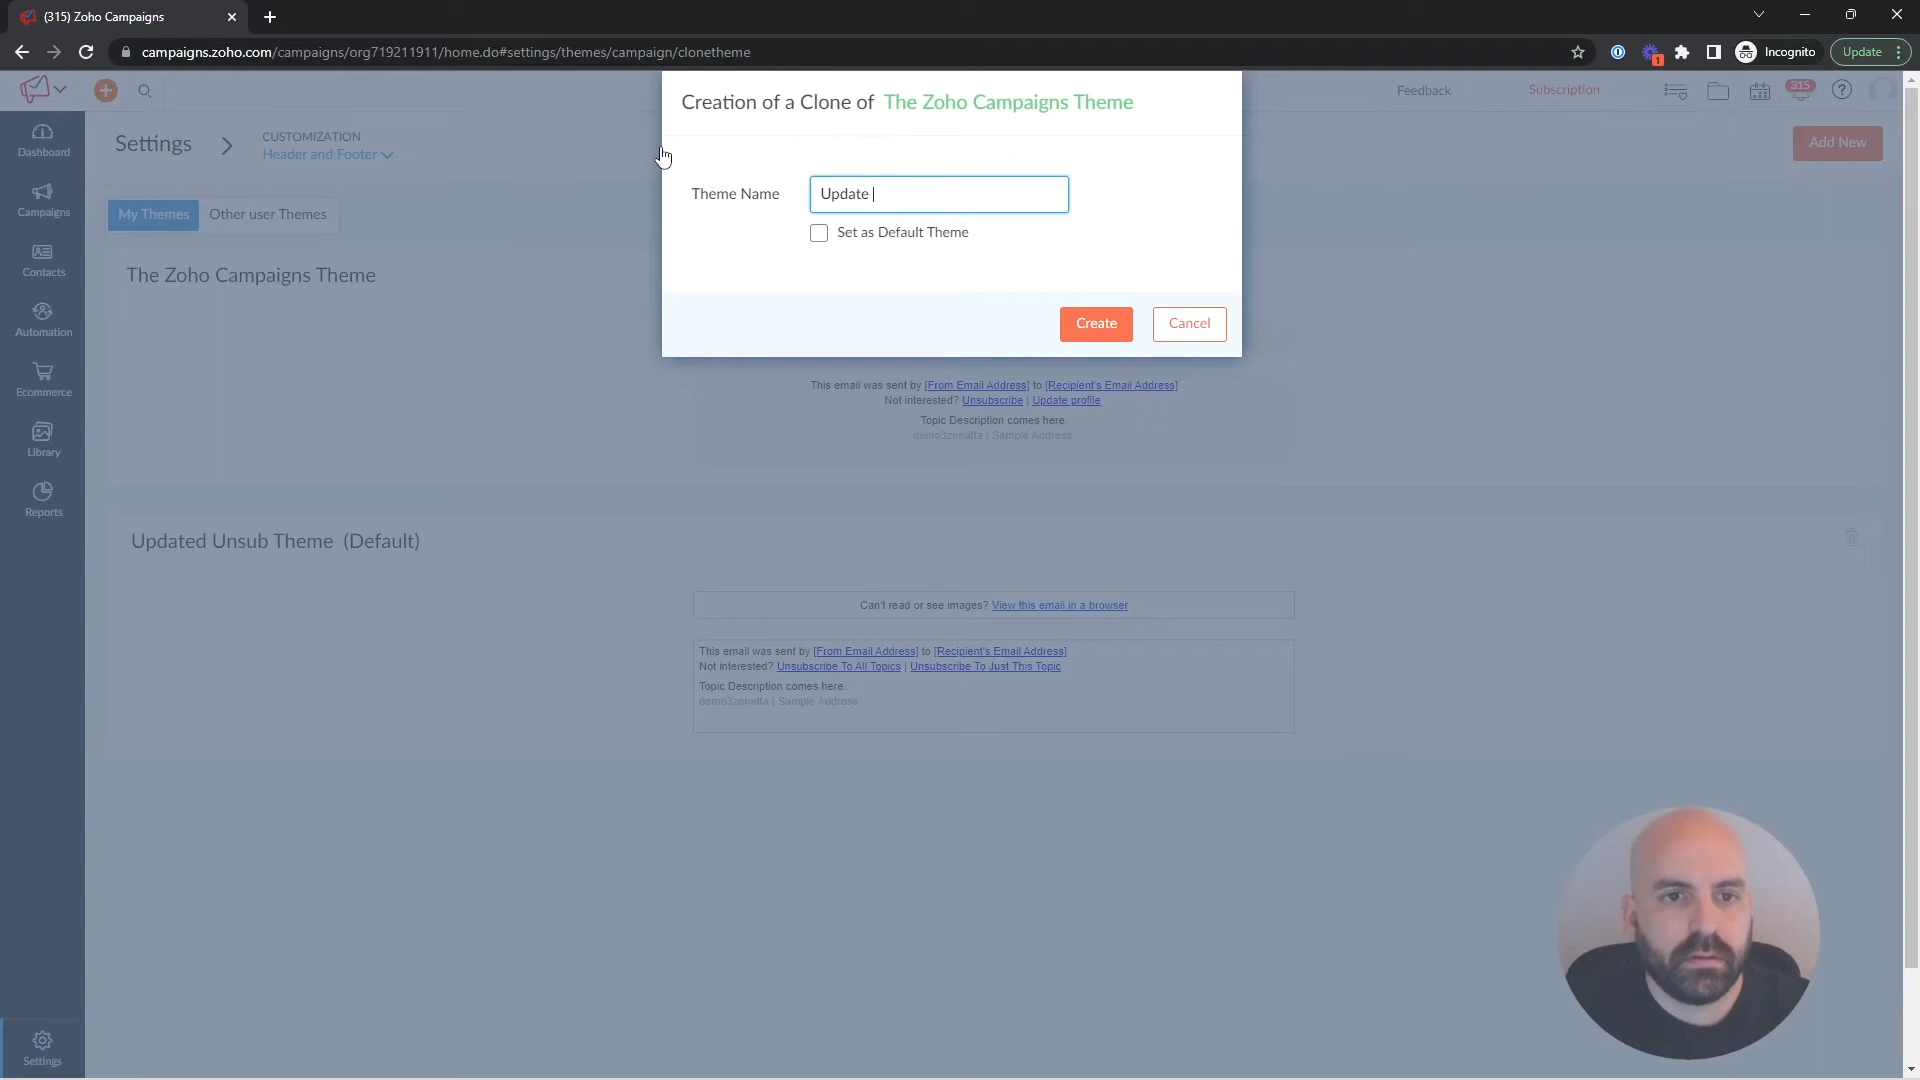 (315) Zoho Campaigns
campaigns.zoho.com/campaigns/org719211911/home.do#settings/themes/campaign/clonetheme
1
Incognito
Update
Creation of a Clone of The Zoho Campaigns Theme
Feedback
Subscription
315
Settings
CUSTOMIZATION
Header and Footer
Add New
Dashboard
Campaigns
Contacts
Automation
Ecommerce
Library
Reports
Settings
My Themes
Other user Themes
Theme Name
Update
Set as Default Theme
Create
Cancel
The Zoho Campaigns Theme
This email was sent by [From Email Address] to [Recipient's Email Address]
Not interested? Unsubscribe | Update profile
Topic Description comes here.
demo3zenatta | Sample Address
Updated Unsub Theme (Default)
Can't read or see images? View this email in a browser
This email was sent by [From Email Address] to [Recipient's Email Address]
Not interested? Unsubscribe To All Topics | Unsubscribe To Just This Topic
Topic Description comes here
demo3zenatta | Sample Address